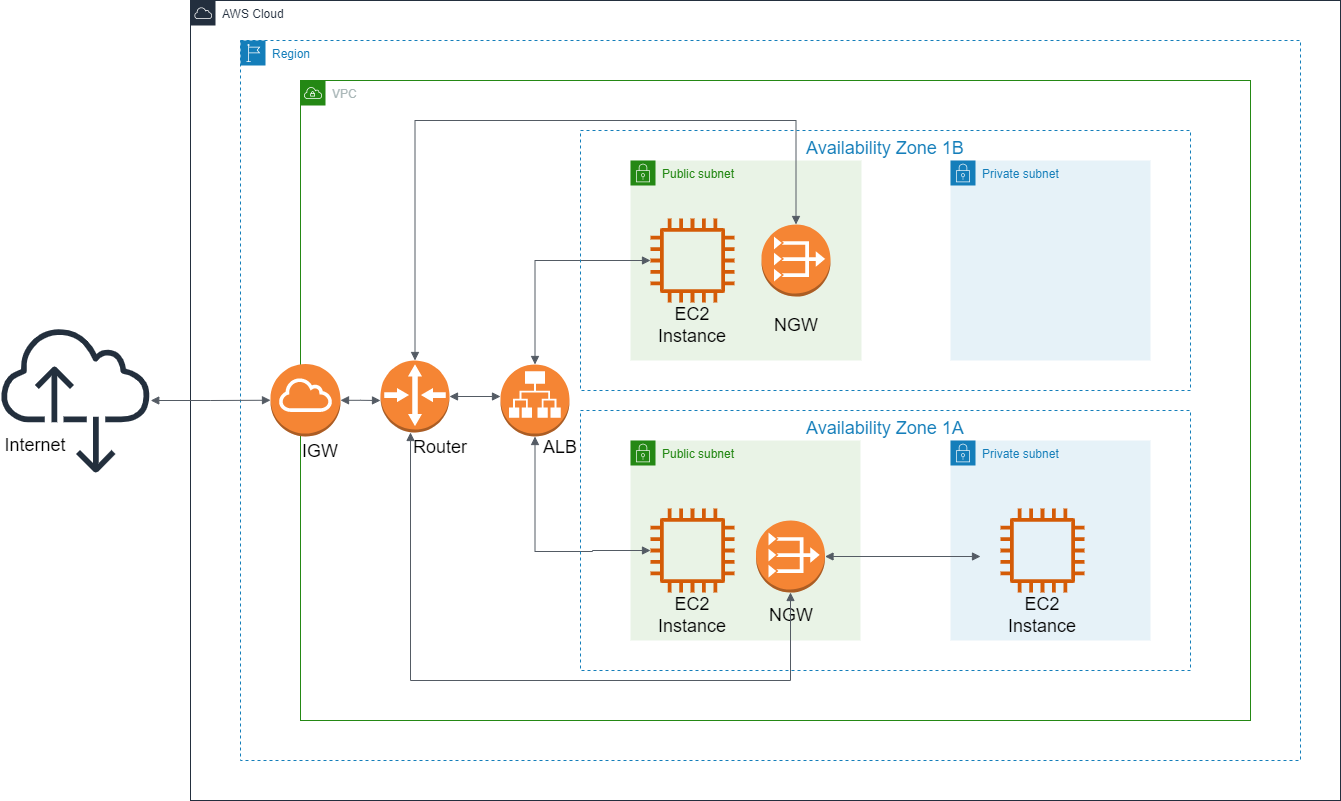 AWS Cloud
Region
VPC
Availability Zone 1B
Public subnet
Private subnet
EC2
Instance
NGW
Internet
IGW
Router
ALB
Availability Zone 1A
Public subnet
Private subnet
EC2
Instance
NGW
EC2
Instance